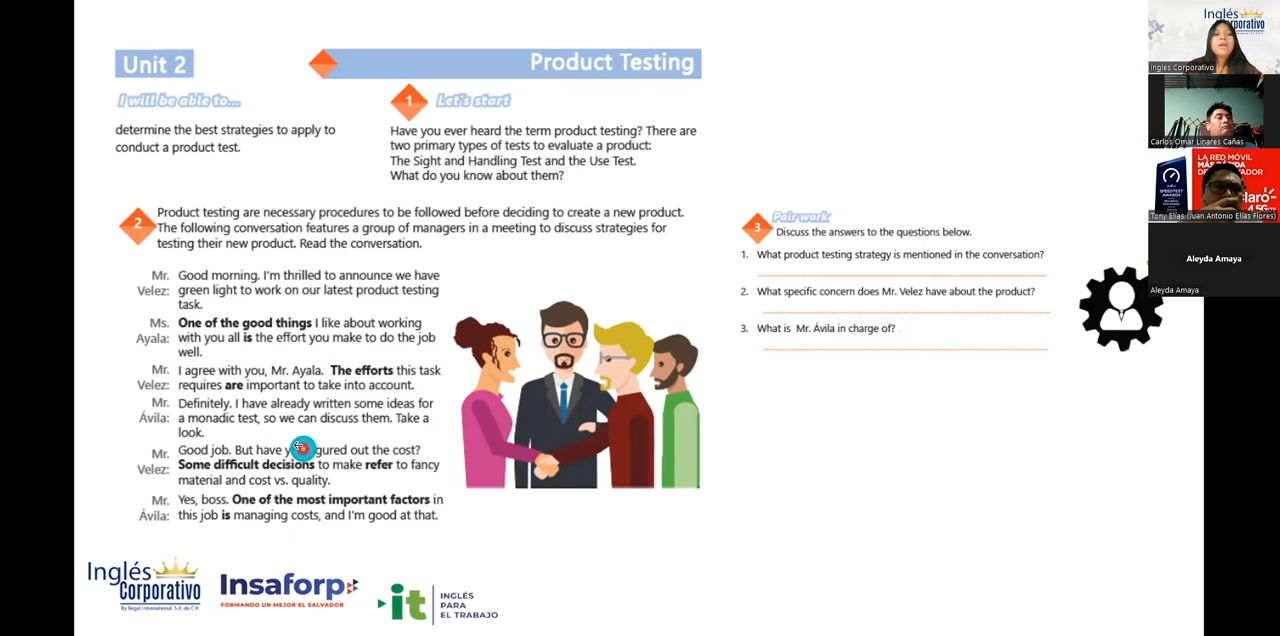 Unit 2
Product Testing
I will be able to...
determine the best strategies to apply to
conduct a product test.
1
Let's start
Have you ever heard the term product testing? There are
two primary types of tests to evaluate a product:
The Sight and Handling Test and the Use Test.
What do you know about them?
2
Product testing are necessary procedures to be followed before deciding to create a new product.
The following conversation features a group of managers in a meeting to discuss strategies for
testing their new product. Read the conversation.
Mr. Velez: Good morning. I'm thrilled to announce we have
green light to work on our latest product testing
task.
Ms. Ayala: One of the good things I like about working
with you all is the effort you make to do the job
well.
Mr. Velez: I agree with you, Mr. Ayala. The efforts this task
requires are important to take into account.
Mr. Ávila: Definitely. I have already written some ideas for
a monadic test, so we can discuss them. Take a
look.
Mr. Velez: Good job. But have gured out the cost?
Some difficult decisions to make refer to fancy
material and cost vs. quality.
Mr. Ávila: Yes, boss. One of the most important factors in
this job is managing costs, and I'm good at that.
3
Pair work
Discuss the answers to the questions below.
1. What product testing strategy is mentioned in the conversation?
2. What specific concern does Mr. Velez have about the product?
3. What is Mr. Ávila in charge of?
Inglés
Corporativo
By Regal International, S.A. de C.V.
Insaforp
FORMANDO UN MEJOR EL SALVADOR
it
INGLÉS
PARA
EL TRABAJO
Inglés
Ingles Corporativo
Carlos Omar Linares Cañas
LA RED MÓVIL
SPEEDTEST
AWARDS
Tony Elías (Juan Antonio Elías Flores)
Aleyda Amaya
Aleyda Amaya